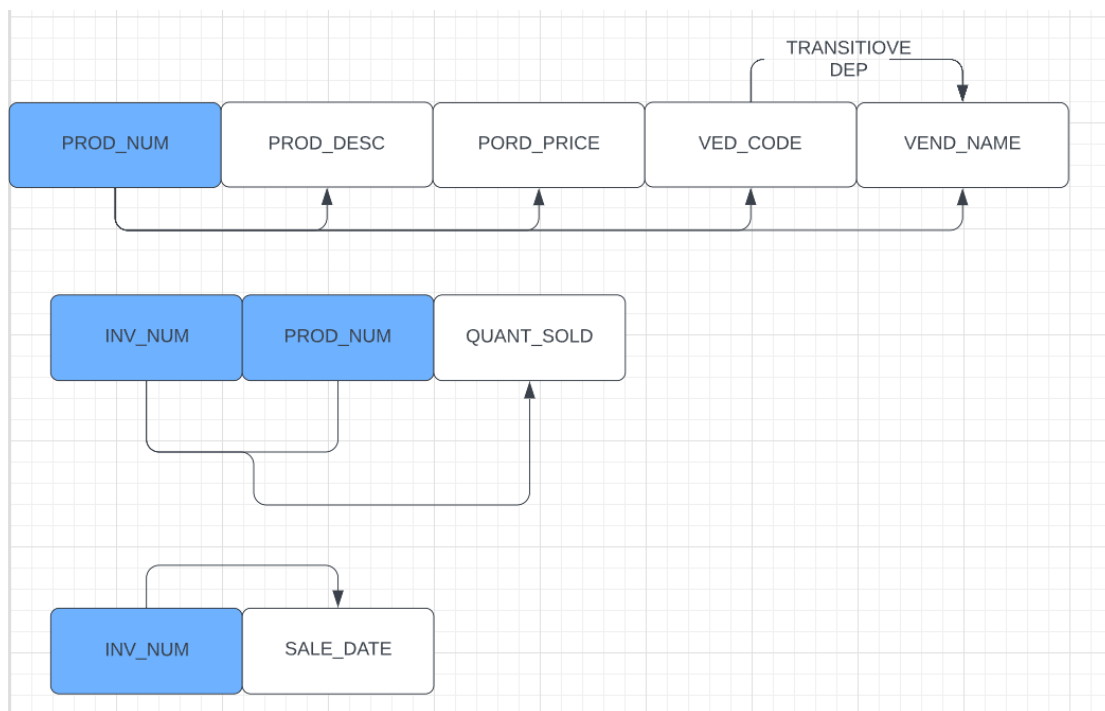 TRANSITIOVE
DEP
PROD_NUM PROD_DESC PORD_PRICE VED_CODE VEND_NAME
INV_NUM PROD_NUM QUANT_SOLD
INV_NUM SALE_DATE